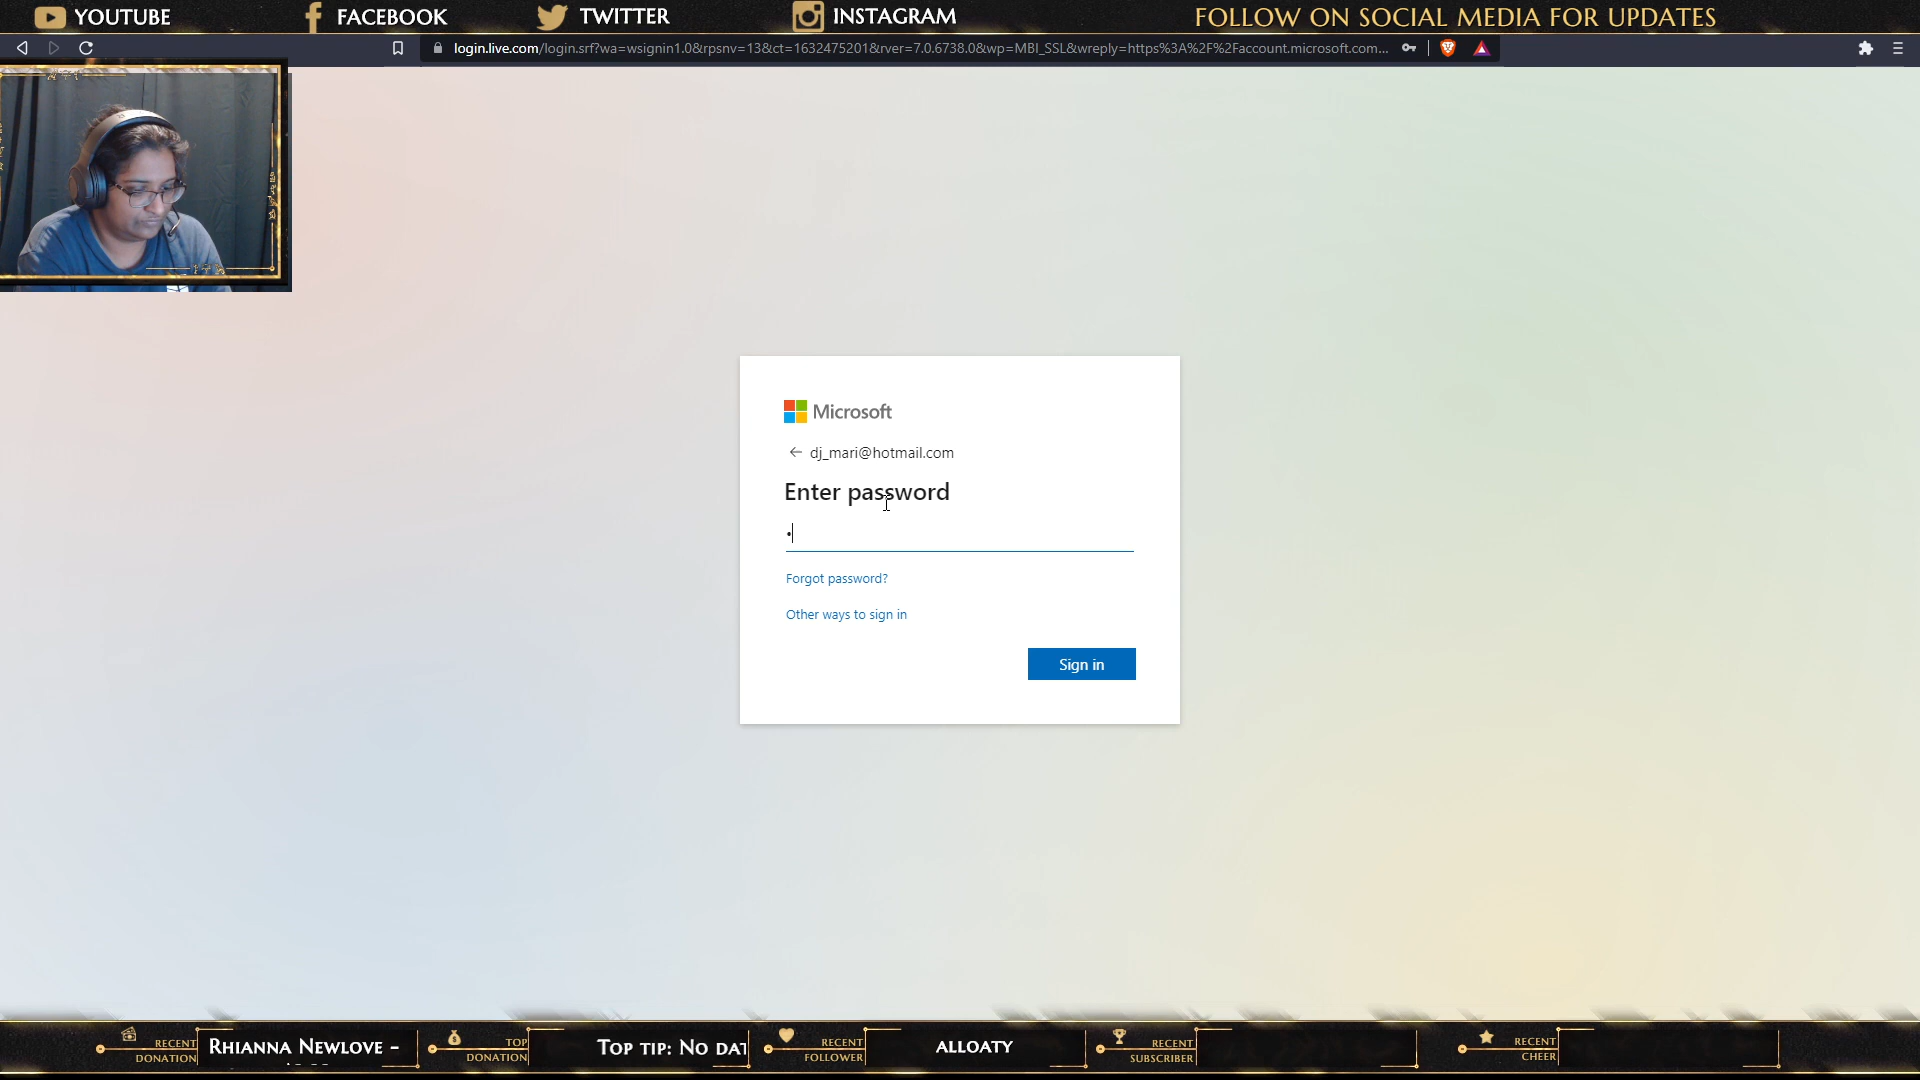 YOUTUBE
FACEBOOK
TWITTER
INSTAGRAM
FOLLOW ON SOCIAL MEDIA FOR UPDATES
login.live.com/login.srf?wa=wsignin1.0&rpsnv=13&ct=1632475201&rver=7.0.6738.0&wp=MBI_SSL&wreply=https%3A%2F%2Faccount.microsoft.com...
Microsoft
dj_mari@hotmail.com
Enter password
Forgot password?
Other ways to sign in
Sign in
RECENT DONATION
RHIANNA NEWLOVE -
TOP DONATION
TOP TIP: NO DAT
RECENT FOLLOWER
ALLOATY
RECENT SUBSCRIBER
RECENT CHEER